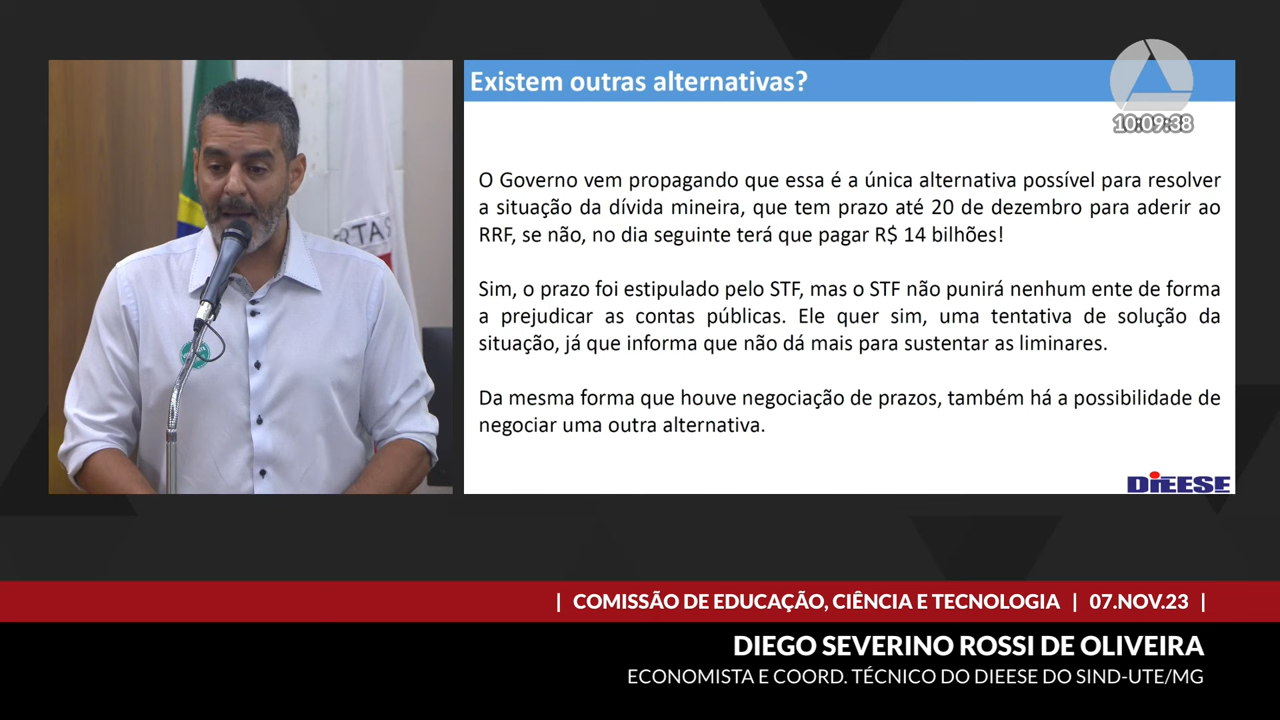 Existem outras alternativas?
10:09:38
O Governo vem propagando que essa é a única alternativa possível para resolver
a situação da dívida mineira, que tem prazo até 20 de dezembro para aderir ao
RRF, se não, no dia seguinte terá que pagar R$ 14 bilhões!
Sim, o prazo foi estipulado pelo STF, mas o STF não punirá nenhum ente de forma
a prejudicar as contas públicas. Ele quer sim, uma tentativa de solução da
situação, já que informa que não dá mais para sustentar as liminares.
Da mesma forma que houve negociação de prazos, também há a possibilidade de
negociar uma outra alternativa.
DIEESE
ERTAS
| COMISSÃO DE EDUCAÇÃO, CIÊNCIA E TECNOLOGIA | 07.NOV.23 |
DIEGO SEVERINO ROSSI DE OLIVEIRA
ECONOMISTA E COORD. TÉCNICO DO DIEESE DO SIND-UTE/MG